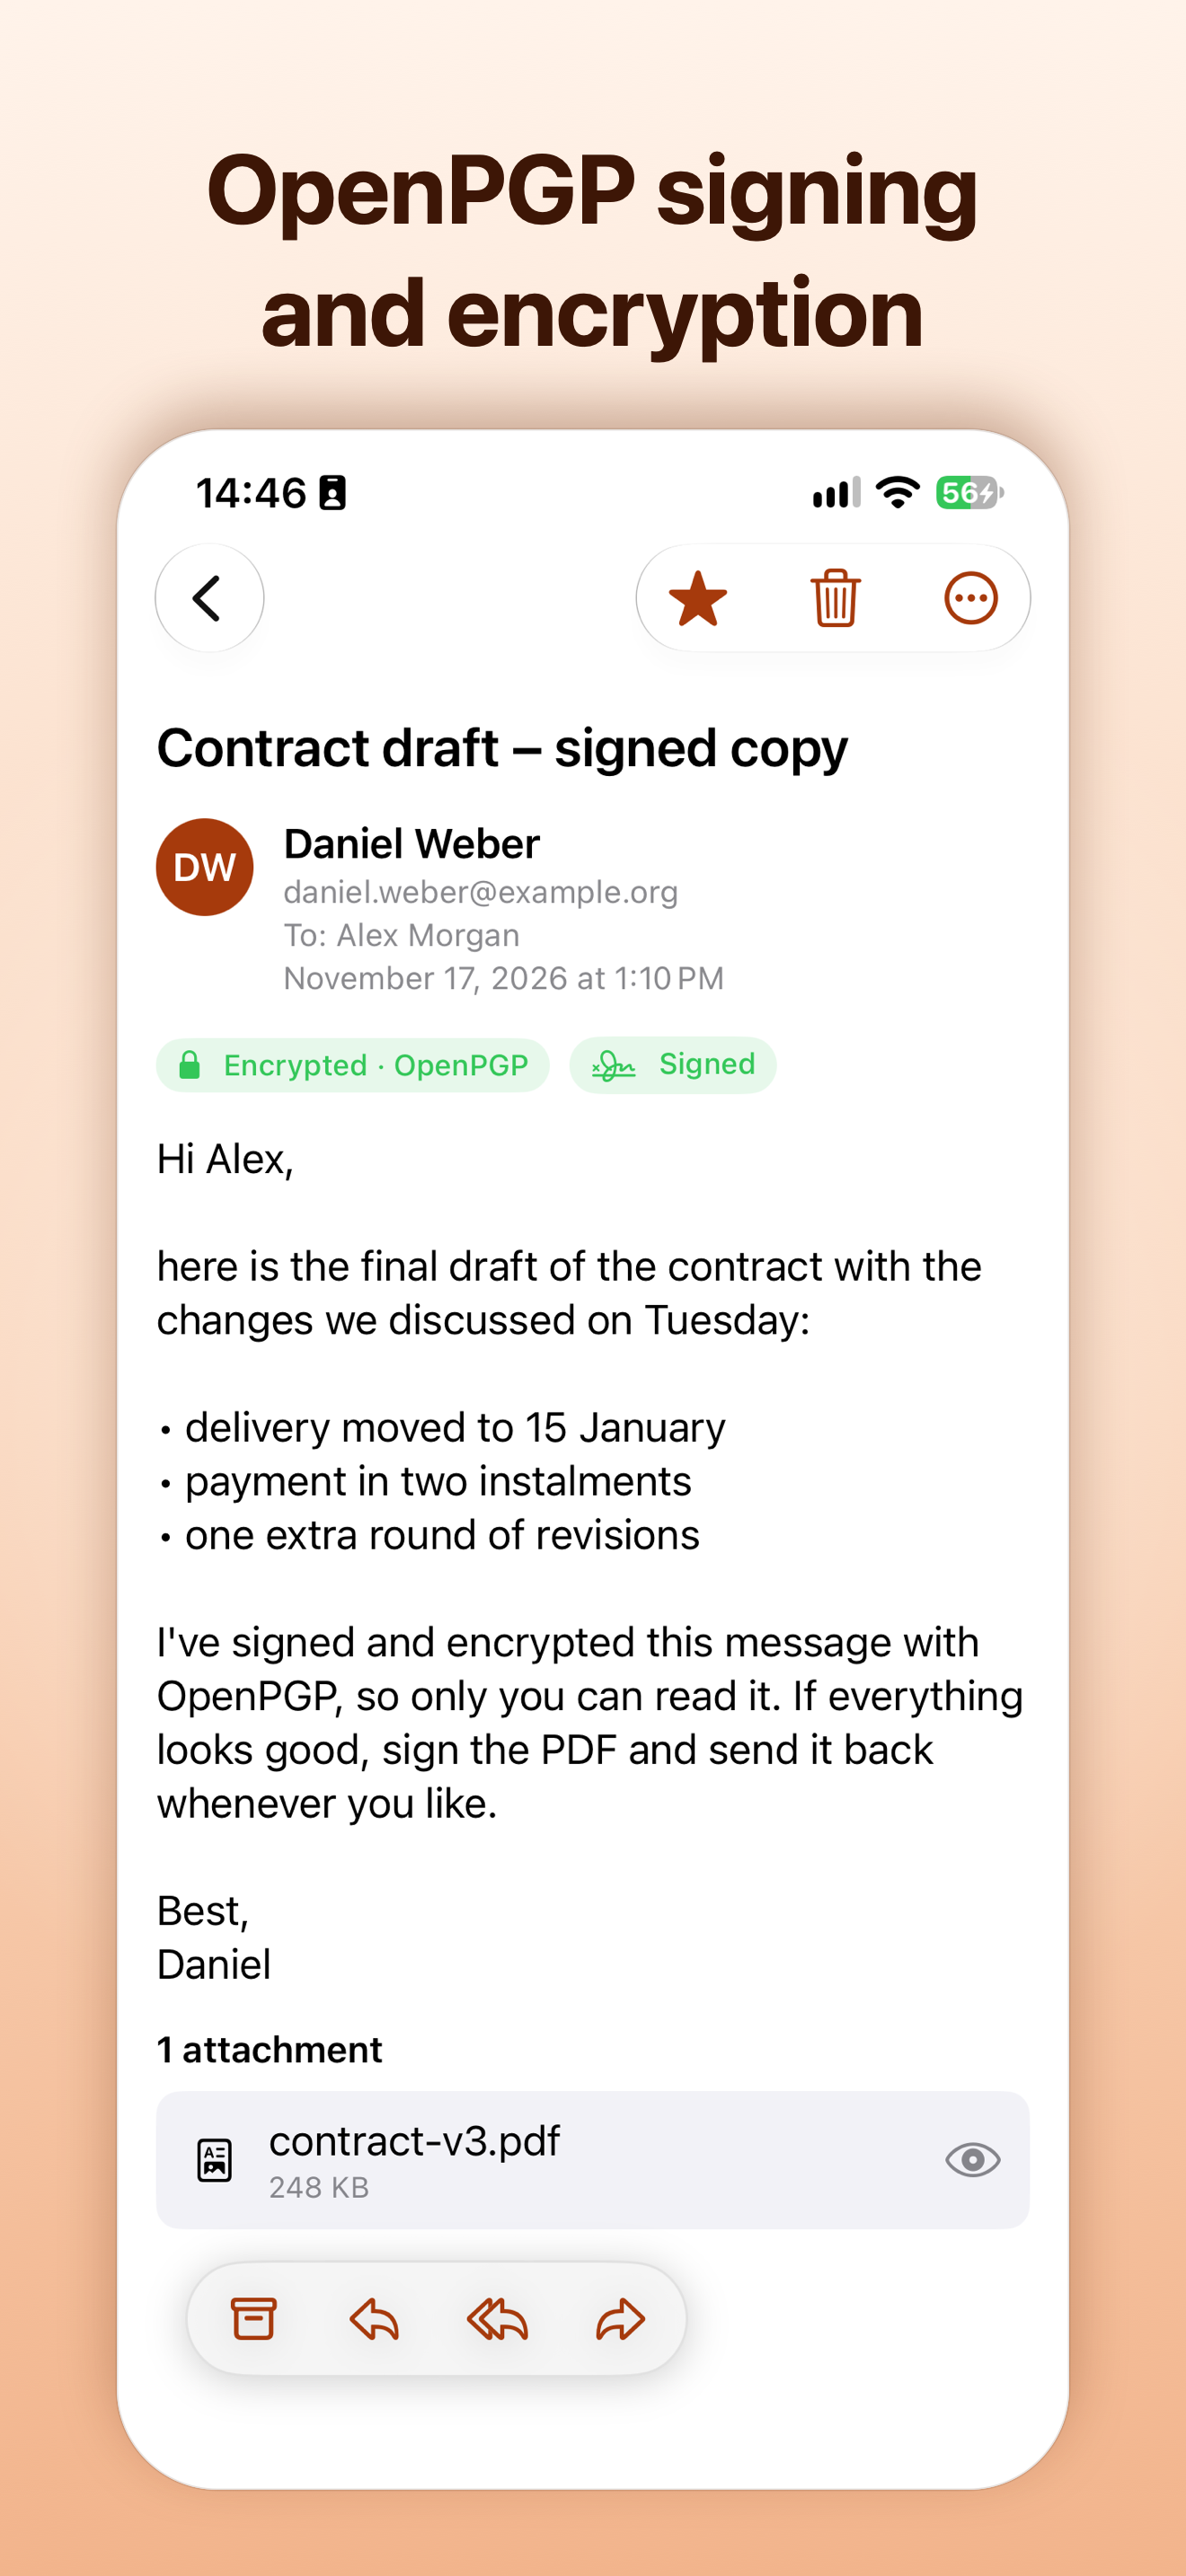 OpenPGP signing
and encryption
14:46
56
Contract draft – signed copy
DW
Daniel Weber
daniel.weber@example.org
To: Alex Morgan
November 17, 2026 at 1:10 PM
Encrypted · OpenPGP
Signed
Hi Alex,
here is the final draft of the contract with the
changes we discussed on Tuesday:
• delivery moved to 15 January
• payment in two instalments
• one extra round of revisions
I've signed and encrypted this message with
OpenPGP, so only you can read it. If everything
looks good, sign the PDF and send it back
whenever you like.
Best,
Daniel
1 attachment
contract-v3.pdf
248 KB